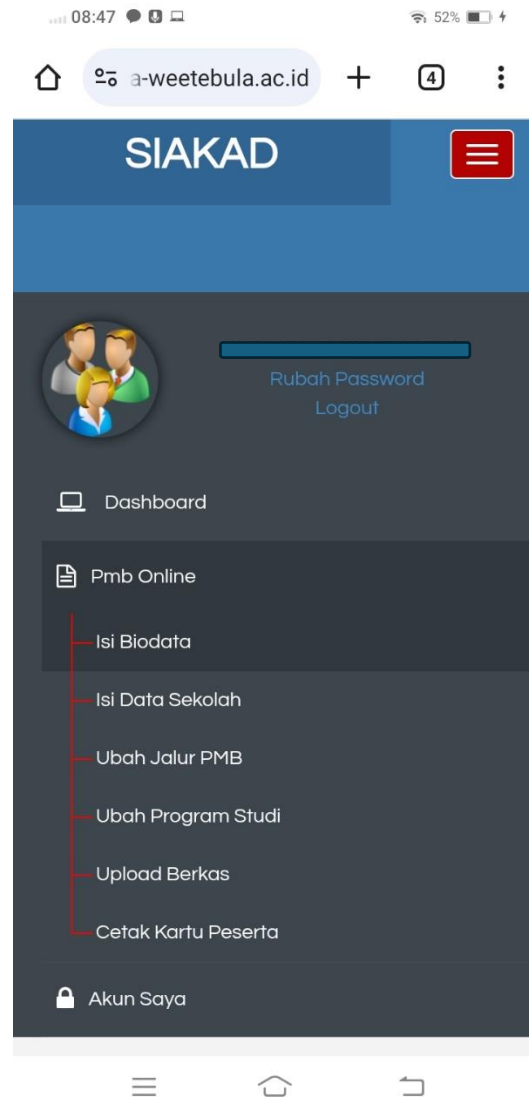 08:47 52%
a-weetebula.ac.id 4
SIAKAD
Rubah Password
Logout
Dashboard
Pmb Online
Isi Biodata
Isi Data Sekolah
Ubah Jalur PMB
Ubah Program Studi
Upload Berkas
Cetak Kartu Peserta
Akun Saya